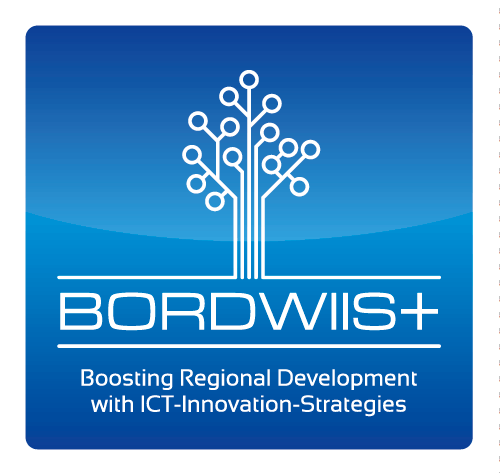 BORDWIIS+
Boosting Regional Development
with ICT-Innovation-Strategies